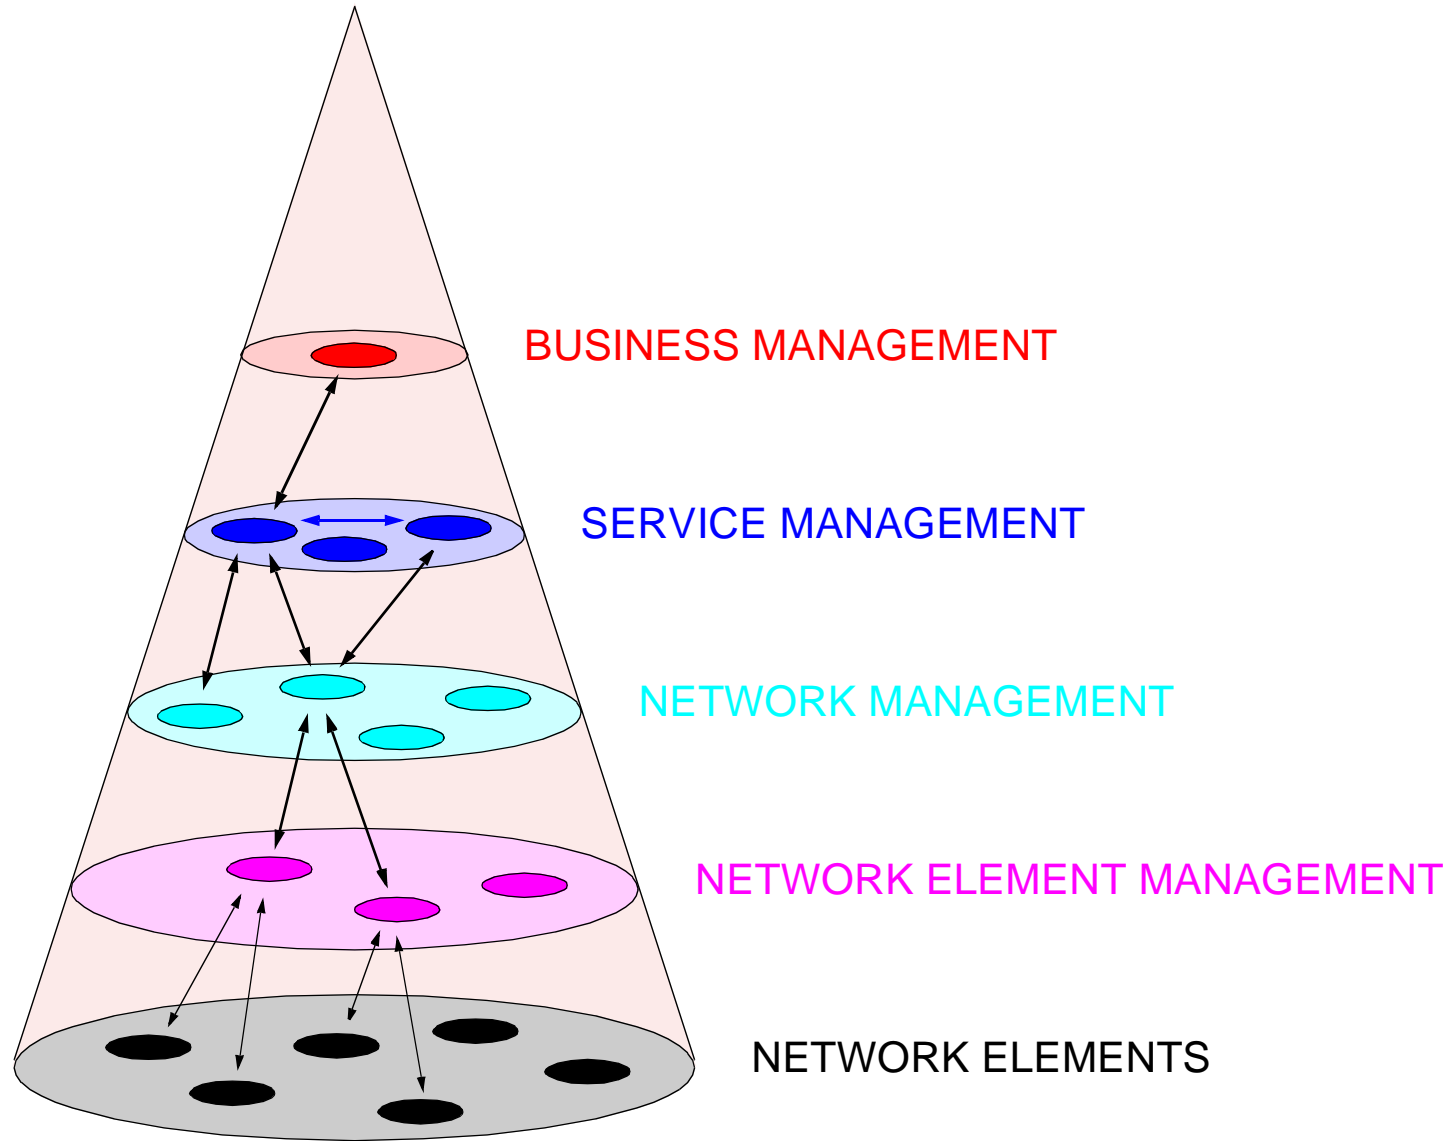 BUSINESS MANAGEMENT
SERVICE MANAGEMENT
NETWORK MANAGEMENT
NETWORK ELEMENT MANAGEMENT
NETWORK ELEMENTS